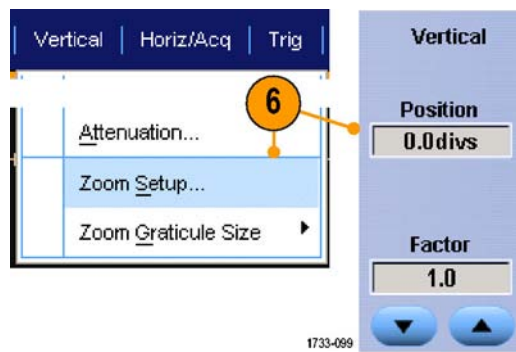 Vertical | Horiz/Acq | Trig |
Attenuation...
Zoom Setup...
Zoom Graticule Size
6
Vertical
Position
0.0divs
Factor
1.0
1733-099